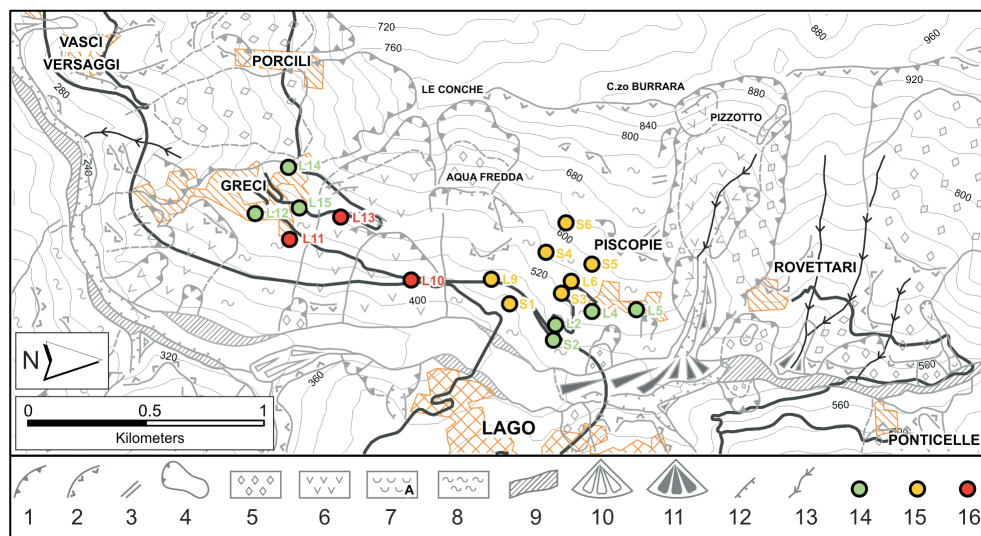 720
760
880
960
VASCI
VERSAGGI
PORCILI
LE CONCHE
C.zo BURRARA
920
280
880
840
PIZZOTTO
800
240
L14
680
800
GRECI
AQUA FREDDA
L15
L12
L13
S6
L11
600
PISCOPIE
S4
S5
ROVETTARI
520
L10
L9
L6
400
S3
S1
L4
L5
L2
S2
N
320
560
360
560
0 0.5 1
Kilometers
LAGO
PONTICELLE
A
1 2 3 4 5 6 7 8 9 10 11 12 13 14 15 16